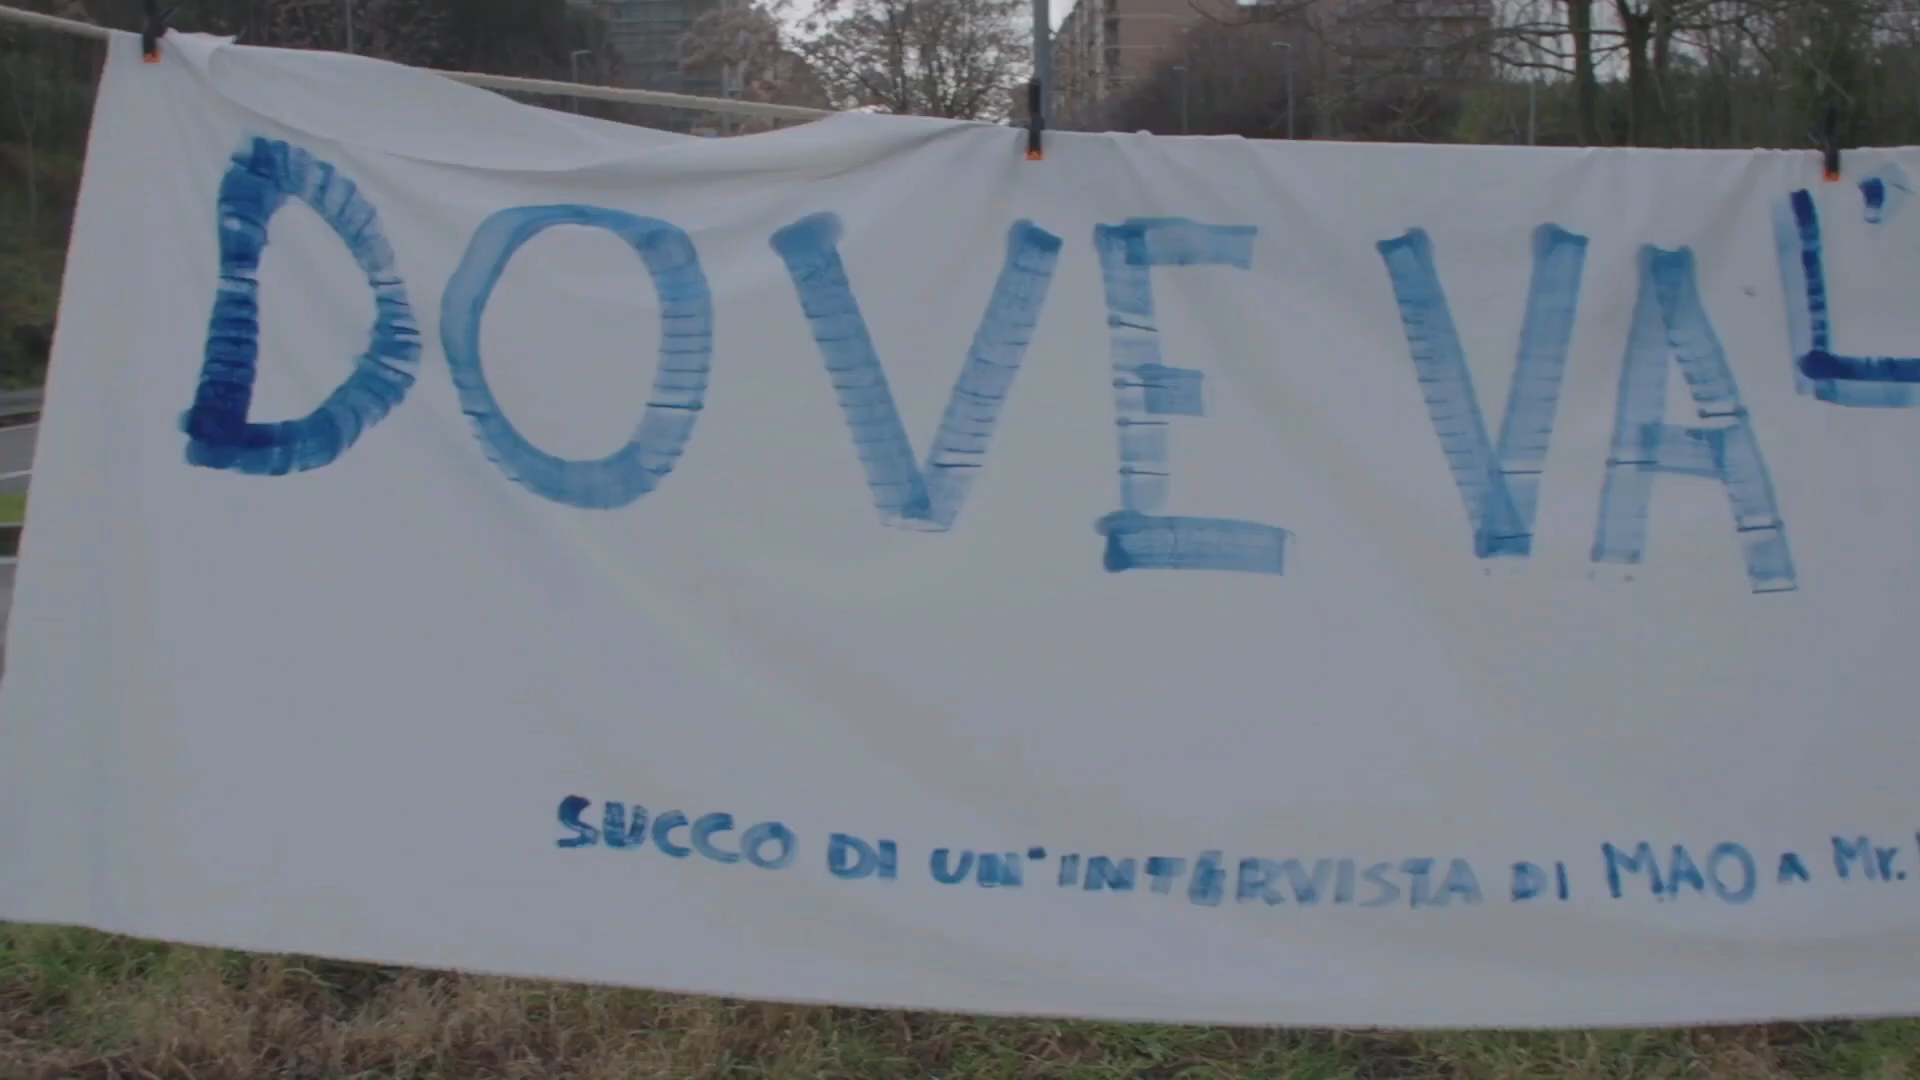 DOVE VA L'
SUCCO DI UN'INTERVISTA DI MAO A Mr.